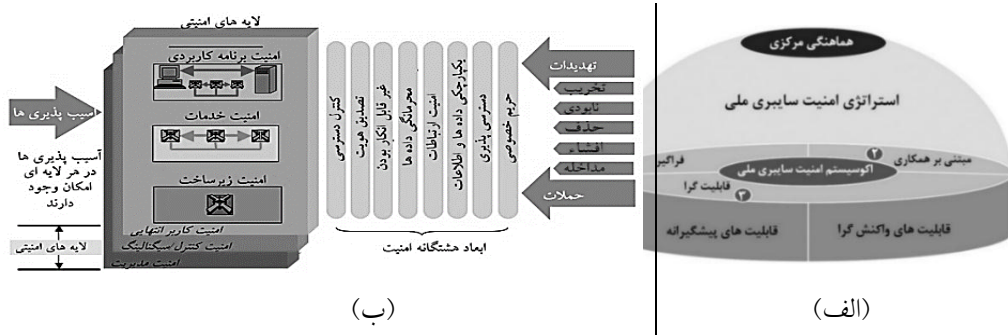 هماهنگی مرکزی
استراتژی امنیت سایبری ملی
مبتنی بر همکاری
۲
فراگیر
اکوسیستم امنیت سایبری ملی
قابلیت گرا
۳
قابلیت های واکنش گرا
قابلیت های پیشگیرانه
(الف)
تهدیدات
تخریب
نابودی
حذف
افشاء
مداخله
حملات
حریم خصوصی
دسترسی پذیری
یکپارچگی داده ها و اطلاعات
امنیت ارتباطات
محرمانگی داده ها
غیر قابل انکار بودن
تصدیق هویت
کنترل دسترسی
ابعاد هشتگانه امنیت
لایه های امنیتی
امنیت برنامه کاربردی
امنیت خدمات
امنیت زیرساخت
امنیت کاربر انتهایی
امنیت کنترل/سیگنالینگ
امنیت مدیریت
آسیب پذیری ها
آسیب پذیری ها
در هر لایه ای
امکان وجود
دارند
لایه های امنیتی
(ب)